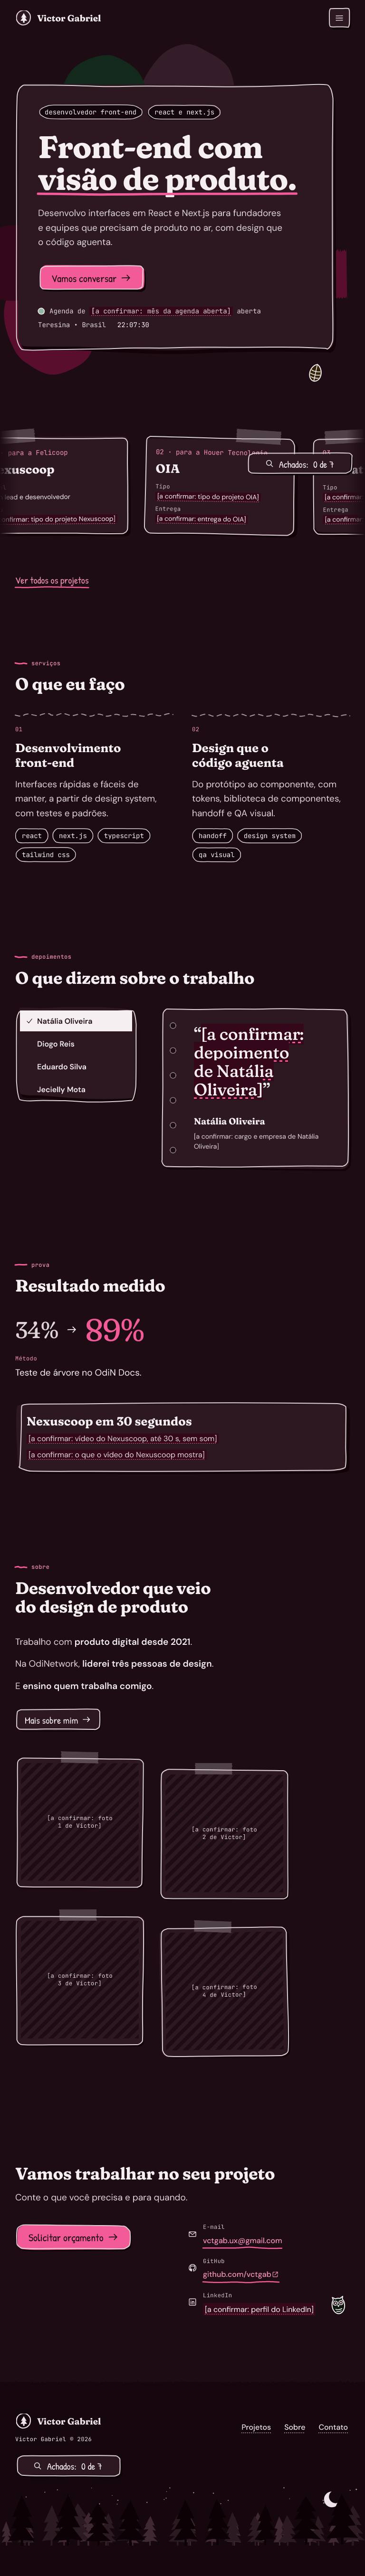 Victor Gabriel
desenvolvedor front-end
react e next.js
Front-end com
visão de produto.
Desenvolvo interfaces em React e Next.js para fundadores
e equipes que precisam de produto no ar, com design que
o código aguenta.
Vamos conversar
Agenda de [a confirmar: mês da agenda aberta] aberta
Teresina • Brasil 22:07:30
para a Felicoop
xuscoop
lead e desenvolvedor
onfirmar: tipo do projeto Nexuscoop]
02 · para a Houer Tecnolo
OIA
Tipo
[a confirmar: tipo do projeto OIA]
Entrega
[a confirmar: entrega do OIA]
Achados: 0 de 7
03
at
Tipo
[a confirmar
Entrega
[a confirmar
Ver todos os projetos
serviços
O que eu faço
01
Desenvolvimento
front-end
Interfaces rápidas e fáceis de
manter, a partir de design system,
com testes e padrões.
react
next.js
typescript
tailwind css
02
Design que o
código aguenta
Do protótipo ao componente, com
tokens, biblioteca de componentes,
handoff e QA visual.
handoff
design system
qa visual
depoimentos
O que dizem sobre o trabalho
Natália Oliveira
Diogo Reis
Eduardo Silva
Jecielly Mota
“[a confirmar:
depoimento
de Natália
Oliveira]”
Natália Oliveira
[a confirmar: cargo e empresa de Natália
Oliveira]
prova
Resultado medido
34% → 89%
Método
Teste de árvore no OdiN Docs.
Nexuscoop em 30 segundos
[a confirmar: vídeo do Nexuscoop, até 30 s, sem som]
[a confirmar: o que o vídeo do Nexuscoop mostra]
sobre
Desenvolvedor que veio
do design de produto
Trabalho com produto digital desde 2021.
Na OdiNetwork, liderei três pessoas de design.
E ensino quem trabalha comigo.
Mais sobre mim
[a confirmar: foto
1 de Victor]
[a confirmar: foto
2 de Victor]
[a confirmar: foto
3 de Victor]
[a confirmar: foto
4 de Victor]
Vamos trabalhar no seu projeto
Conte o que você precisa e para quando.
Solicitar orçamento
E-mail
vctgab.ux@gmail.com
GitHub
github.com/vctgab
LinkedIn
[a confirmar: perfil do LinkedIn]
Victor Gabriel
Victor Gabriel © 2026
Projetos
Sobre
Contato
Achados: 0 de 7